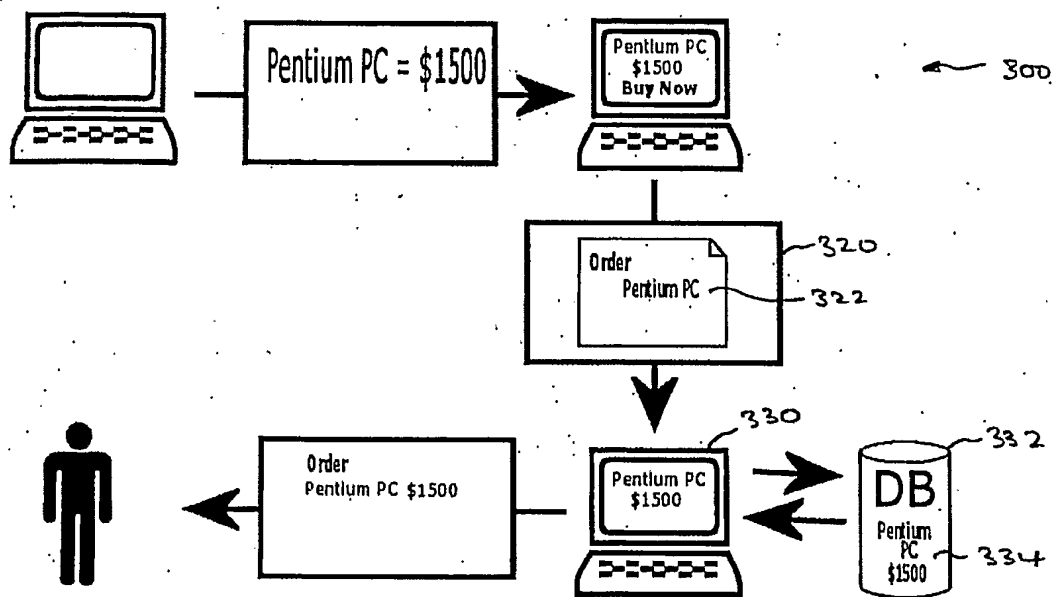 Pentium PC = $1500
Pentium PC
$1500
Buy Now
300
Order
Pentium PC
320
322
Order
Pentium PC $1500
330
Pentium PC
$1500
332
DB
Pentium
PC
$1500
334